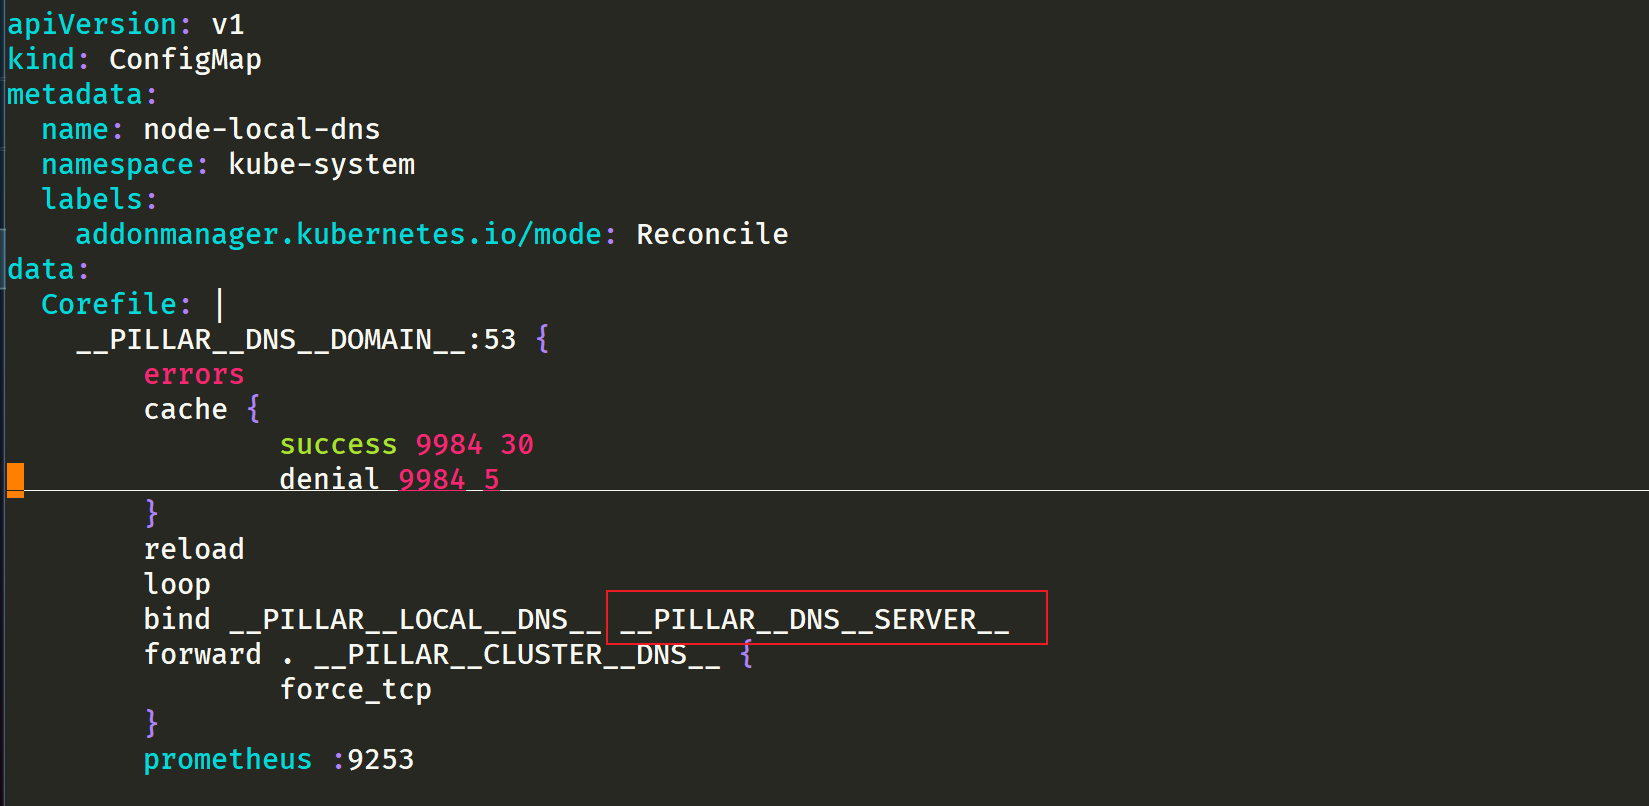 apiVersion: v1
kind: ConfigMap
metadata:
  name: node-local-dns
  namespace: kube-system
  labels:
    addonmanager.kubernetes.io/mode: Reconcile
data:
  Corefile: |
    __PILLAR__DNS__DOMAIN__:53 {
        errors
        cache {
                success 9984 30
                denial 9984 5
        }
        reload
        loop
        bind __PILLAR__LOCAL__DNS__ __PILLAR__DNS__SERVER__
        forward . __PILLAR__CLUSTER__DNS__ {
                force_tcp
        }
        prometheus :9253